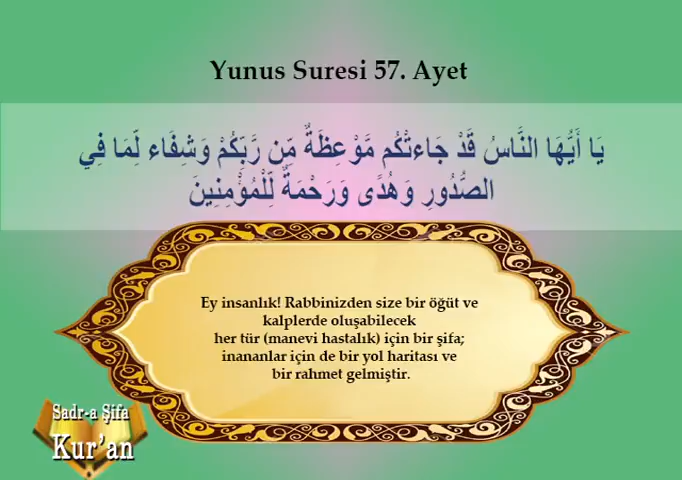 Yunus Suresi 57. Ayet
يَا أَيُّهَا النَّاسُ قَدْ جَاءتْكُم مَّوْعِظَةٌ مِّن رَّبِّكُمْ وَشِفَاء لِّمَا فِي
الصُّدُورِ وَهُدًى وَرَحْمَةٌ لِّلْمُؤْمِنِينَ
Ey insanlık! Rabbinizden size bir öğüt ve
kalplerde oluşabilecek
her tür (manevi hastalık) için bir şifa;
inananlar için de bir yol haritası ve
bir rahmet gelmiştir.
Sadr-a Şifa
Kur'an